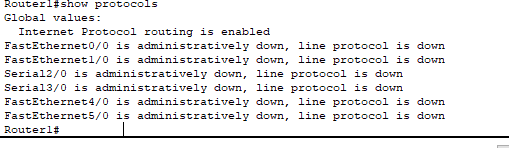 Router1#show protocols
Global values:
  Internet Protocol routing is enabled
FastEthernet0/0 is administratively down, line protocol is down
FastEthernet1/0 is administratively down, line protocol is down
Serial2/0 is administratively down, line protocol is down
Serial3/0 is administratively down, line protocol is down
FastEthernet4/0 is administratively down, line protocol is down
FastEthernet5/0 is administratively down, line protocol is down
Router1#